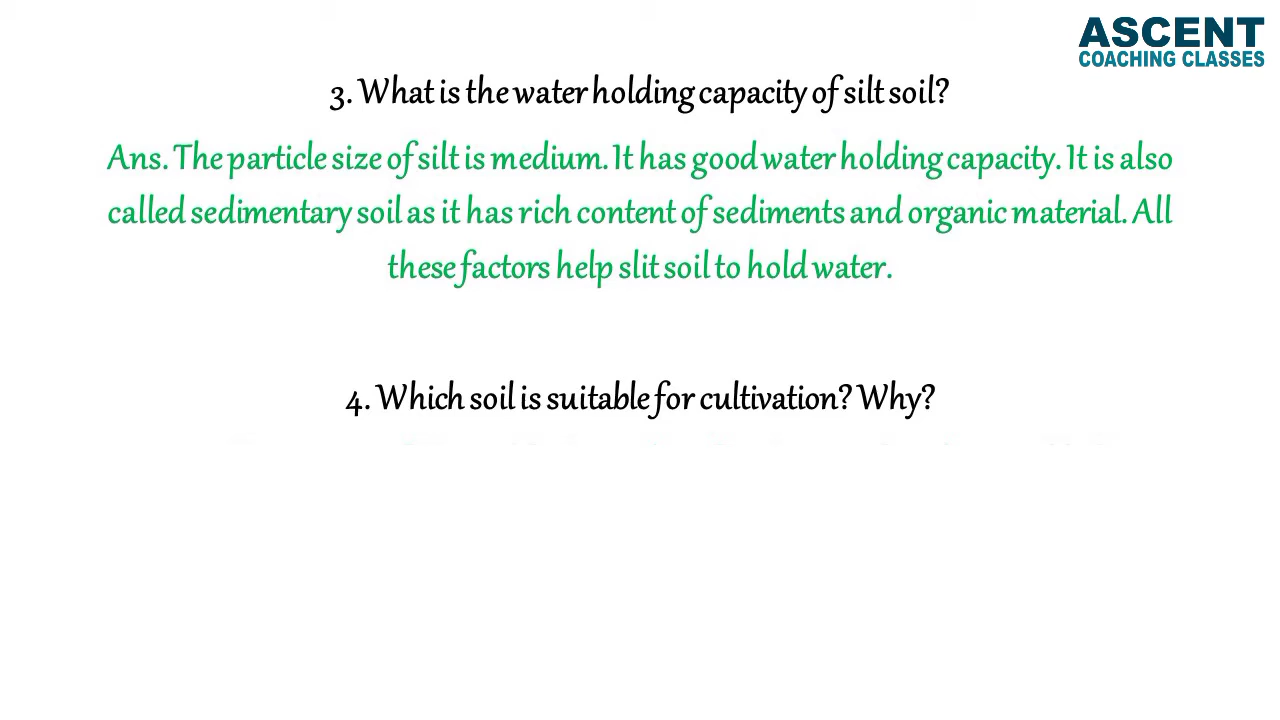 ASCENT
COACHING CLASSES
3. What is the water holding capacity of silt soil?
Ans. The particle size of silt is medium. It has good water holding capacity. It is also
called sedimentary soil as it has rich content of sediments and organic material. All
these factors help slit soil to hold water.
4. Which soil is suitable for cultivation? Why?